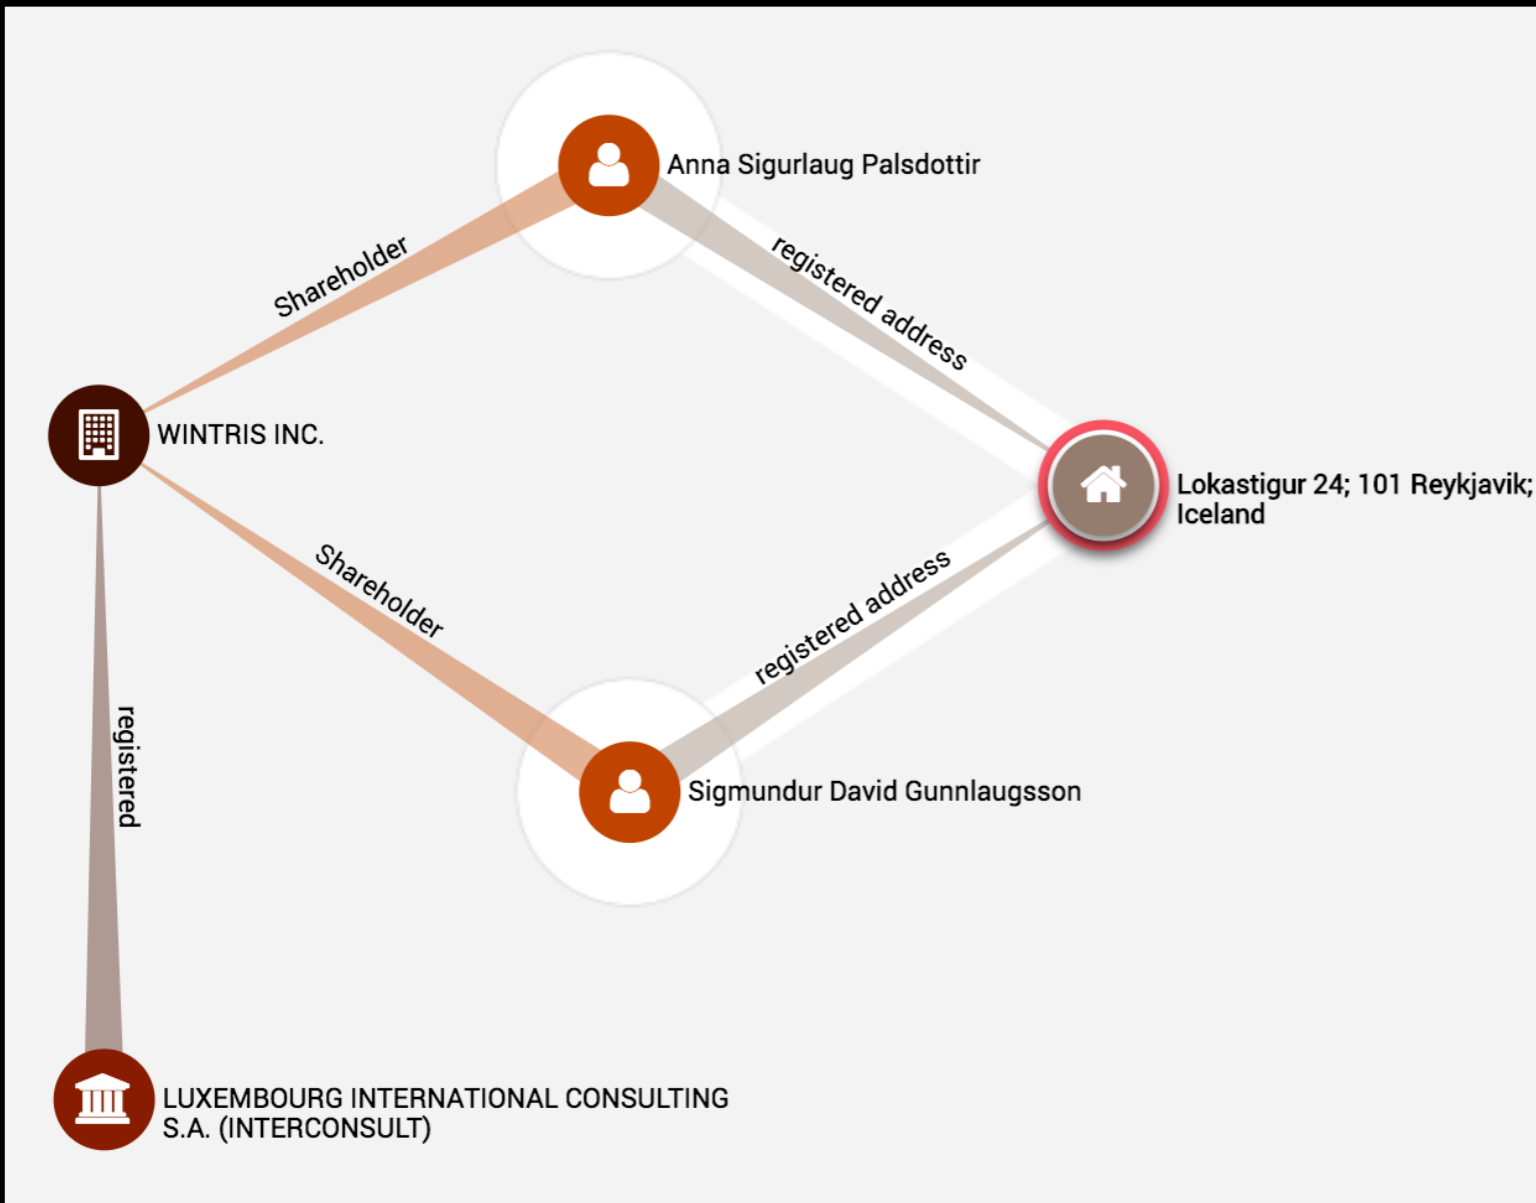 Anna Sigurlaug Palsdottir
Shareholder
registered address
WINTRIS INC.
Lokastigur 24; 101 Reykjavik;
Iceland
Shareholder
registered address
registered
Sigmundur David Gunnlaugsson
LUXEMBOURG INTERNATIONAL CONSULTING
S.A. (INTERCONSULT)